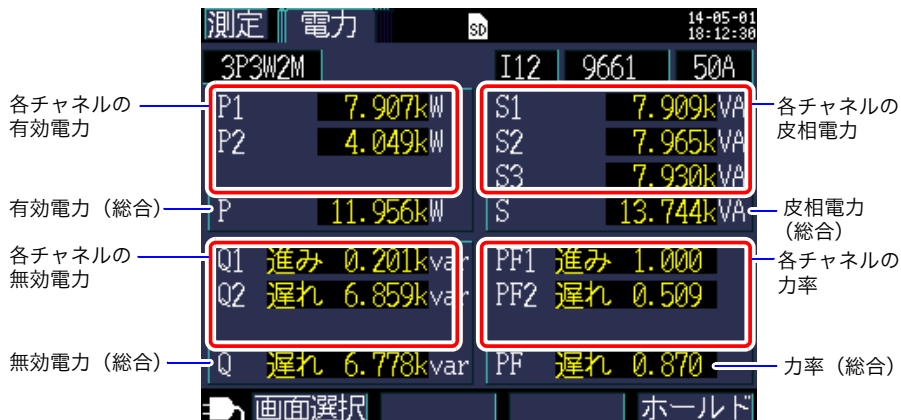 測定 電力 SD 14-05-01
18:12:30
3P3W2M I12 9661 50A
各チャネルの
有効電力
P1 7.907kW
P2 4.049kW
S1 7.909kVA
S2 7.965kVA
S3 7.930kVA
各チャネルの
皮相電力
有効電力（総合）
P 11.956kW
S 13.744kVA
皮相電力
（総合）
各チャネルの
無効電力
Q1 進み 0.201kvar
Q2 遅れ 6.859kvar
PF1 進み 1.000
PF2 遅れ 0.509
各チャネルの
力率
無効電力（総合）
Q 遅れ 6.778kvar
PF 遅れ 0.870
力率（総合）
画面選択 ホールド